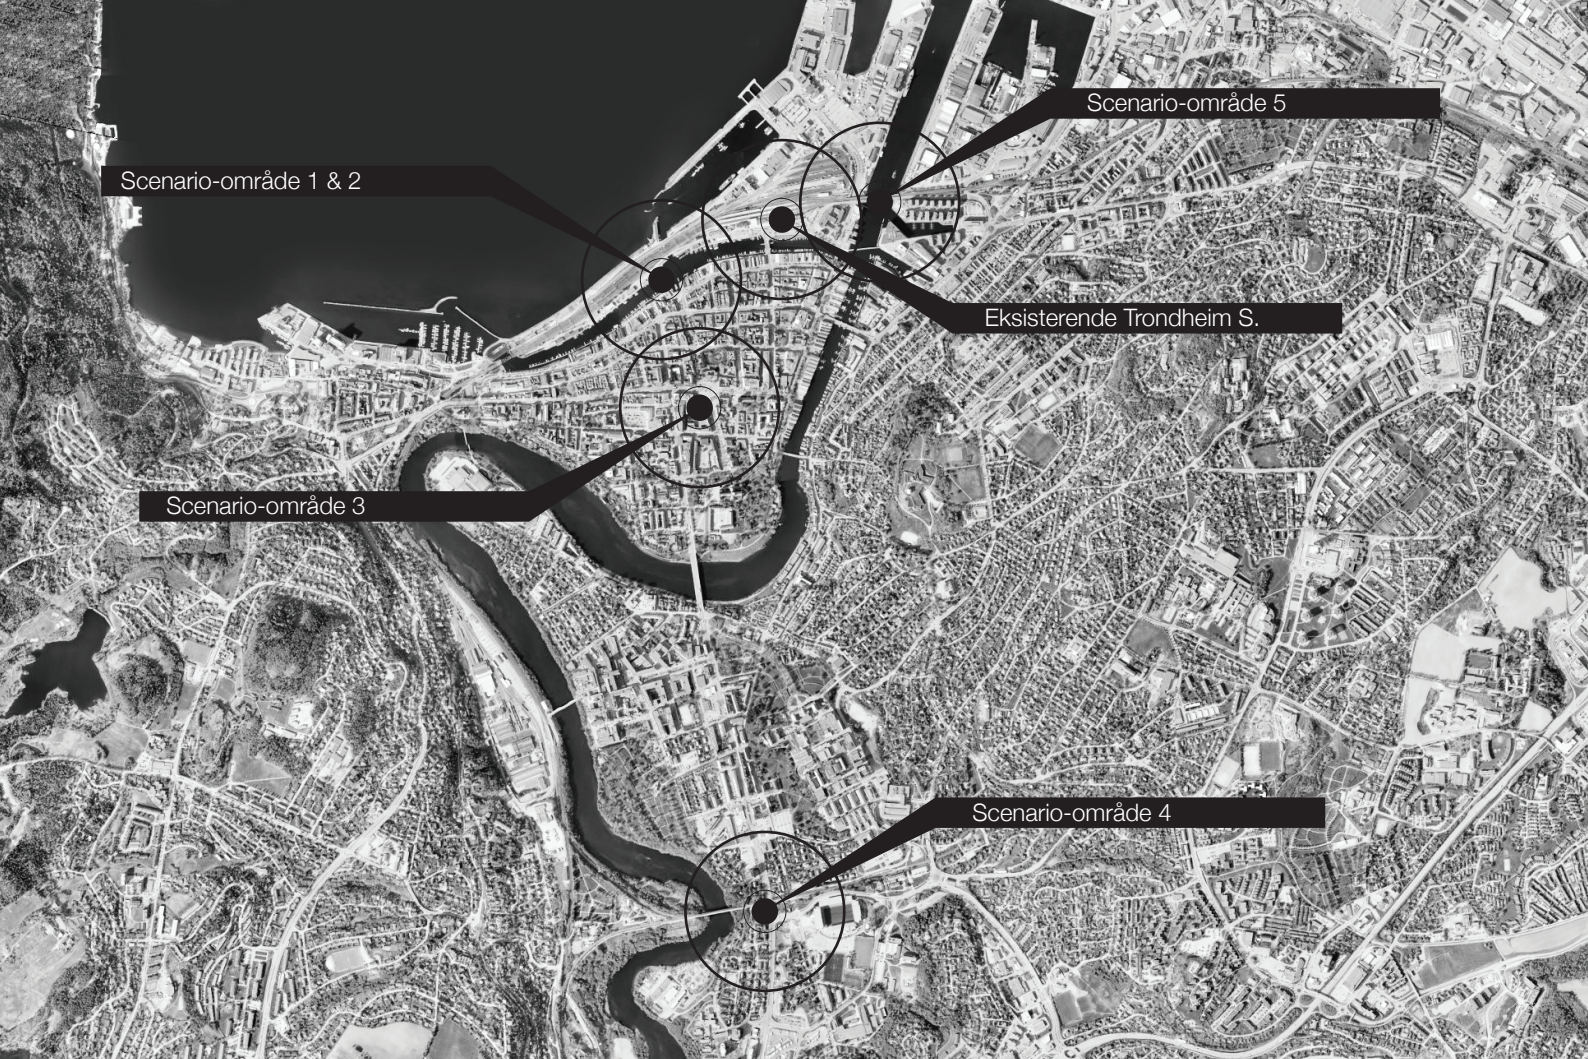 Scenario-område 5
Scenario-område 1 & 2
Eksisterende Trondheim S.
Scenario-område 3
Scenario-område 4